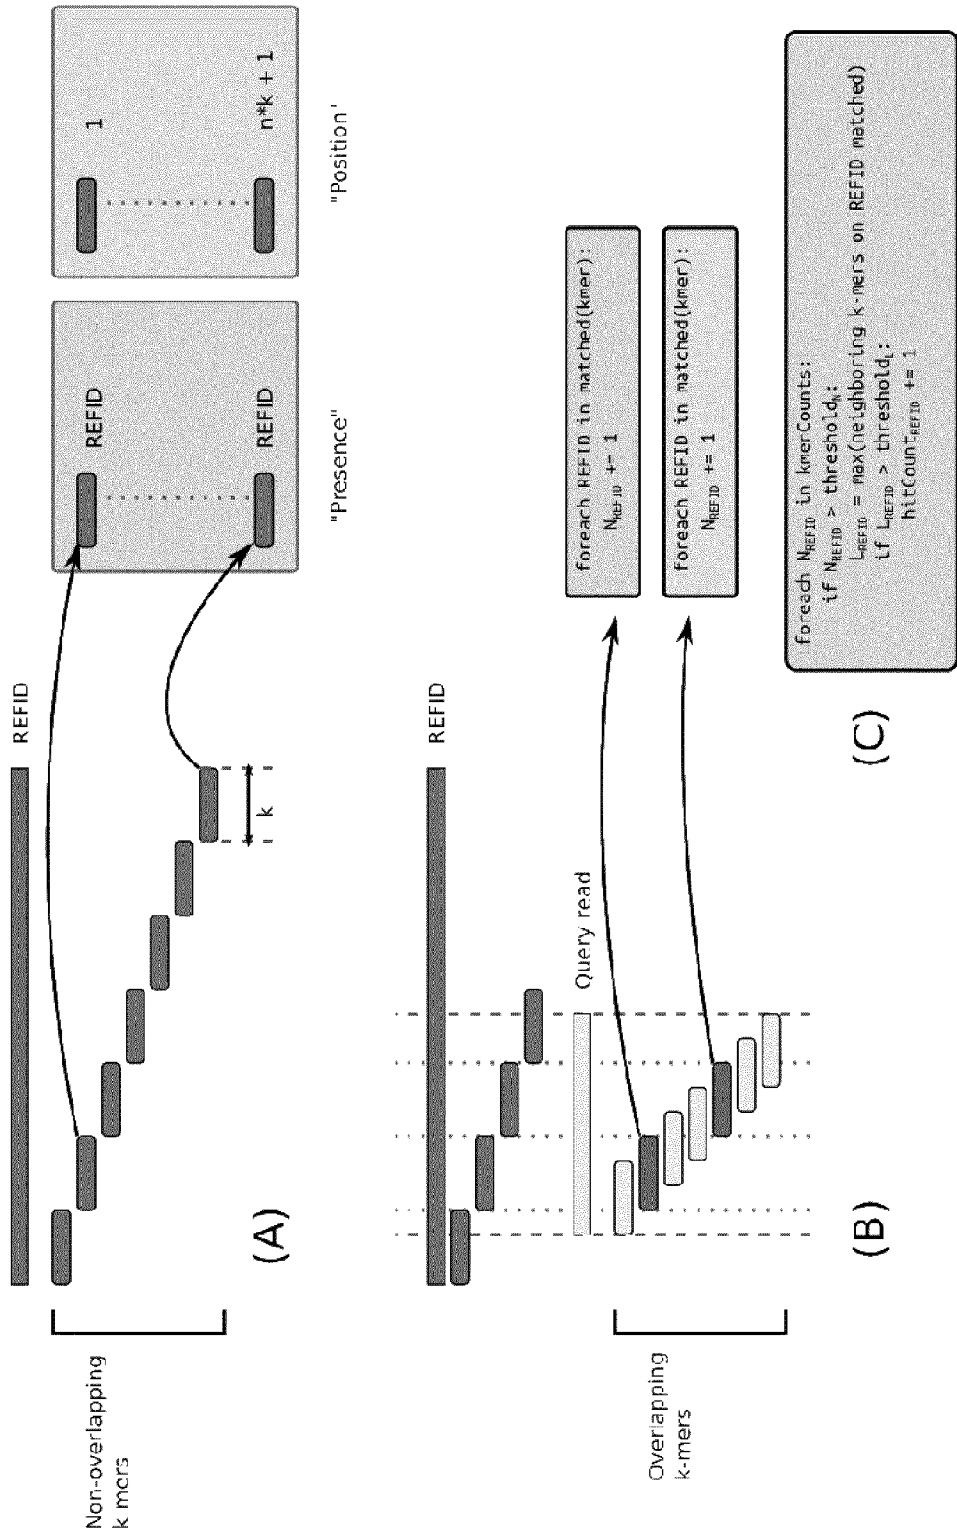 REFID
Non-overlapping
k mers
k
REFID
REFID
"Presence"
1
n*k + 1
"Position"
(A)
REFID
Query read
Overlapping
k-mers
foreach REFID in matched(kmer):
N_REFID += 1
foreach REFID in matched(kmer):
N_REFID += 1
(B)
foreach N_REFID in kmerCounts:
if N_REFID > threshold_N:
L_REFID = max(neighboring k-mers on REFID matched)
if L_REFID > threshold_L:
hitCount_REFID += 1
(C)